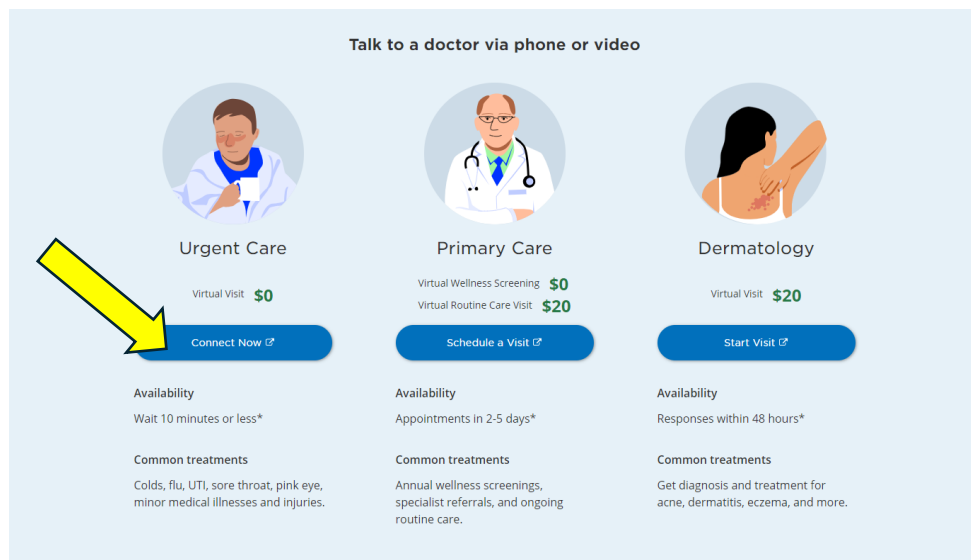 Talk to a doctor via phone or video
Urgent Care
Virtual Visit $0
Connect Now
Availability
Wait 10 minutes or less*
Common treatments
Colds, flu, UTI, sore throat, pink eye,
minor medical illnesses and injuries.
Primary Care
Virtual Wellness Screening $0
Virtual Routine Care Visit $20
Schedule a Visit
Availability
Appointments in 2-5 days*
Common treatments
Annual wellness screenings,
specialist referrals, and ongoing
routine care.
Dermatology
Virtual Visit $20
Start Visit
Availability
Responses within 48 hours*
Common treatments
Get diagnosis and treatment for
acne, dermatitis, eczema, and more.